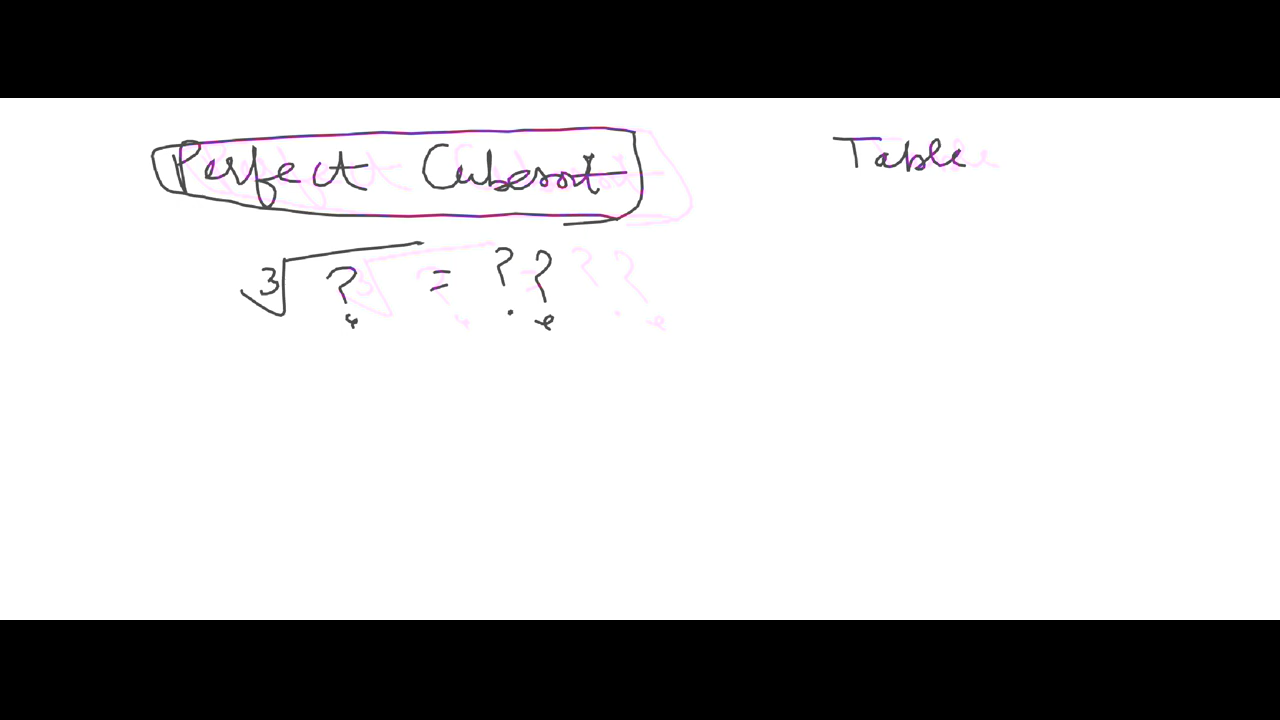 Perfect Cuberoot
Table
∛? = ??